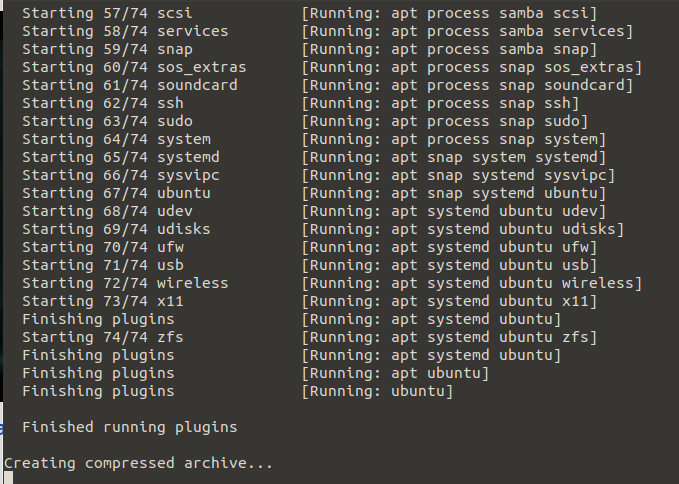 Starting 57/74 scsi [Running: apt process samba scsi]
Starting 58/74 services [Running: apt process samba services]
Starting 59/74 snap [Running: apt process samba snap]
Starting 60/74 sos_extras [Running: apt process snap sos_extras]
Starting 61/74 soundcard [Running: apt process snap soundcard]
Starting 62/74 ssh [Running: apt process snap ssh]
Starting 63/74 sudo [Running: apt process snap sudo]
Starting 64/74 system [Running: apt process snap system]
Starting 65/74 systemd [Running: apt snap system systemd]
Starting 66/74 sysvipc [Running: apt snap systemd sysvipc]
Starting 67/74 ubuntu [Running: apt snap systemd ubuntu]
Starting 68/74 udev [Running: apt systemd ubuntu udev]
Starting 69/74 udisks [Running: apt systemd ubuntu udisks]
Starting 70/74 ufw [Running: apt systemd ubuntu ufw]
Starting 71/74 usb [Running: apt systemd ubuntu usb]
Starting 72/74 wireless [Running: apt systemd ubuntu wireless]
Starting 73/74 x11 [Running: apt systemd ubuntu x11]
Finishing plugins [Running: apt systemd ubuntu]
Starting 74/74 zfs [Running: apt systemd ubuntu zfs]
Finishing plugins [Running: apt systemd ubuntu]
Finishing plugins [Running: apt ubuntu]
Finishing plugins [Running: ubuntu]
Finished running plugins
Creating compressed archive...